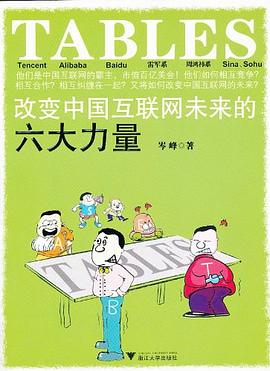 TABLES
Tencent Alibaba Baidu 雷军系 周鸿祎系 Sina、Sohu
他们是中国互联网的霸主，市值百亿美金！他们如何相互竞争？
相互合作？相互纠缠在一起？又将如何改变中国互联网的未来？
改变中国互联网未来的
六大力量
岑峰◎著
S
E
L
A
TABLES
T
B
浙江大学出版社